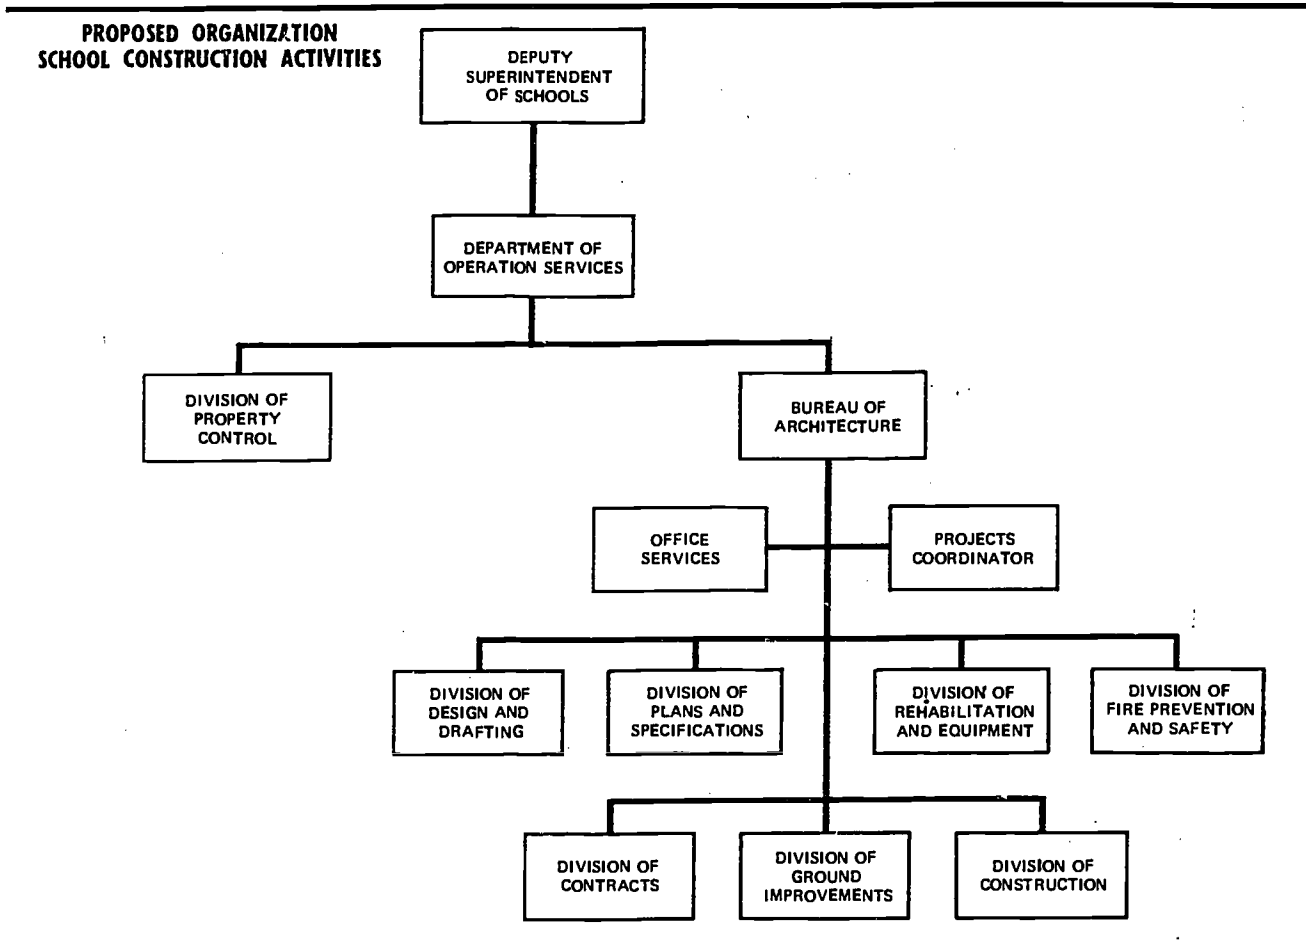 PROPOSED ORGANIZATION
SCHOOL CONSTRUCTION ACTIVITIES
DEPUTY
SUPERINTENDENT
OF SCHOOLS
DEPARTMENT OF
OPERATION SERVICES
DIVISION OF
PROPERTY
CONTROL
BUREAU OF
ARCHITECTURE
OFFICE
SERVICES
PROJECTS
COORDINATOR
DIVISION OF
DESIGN AND
DRAFTING
DIVISION OF
PLANS AND
SPECIFICATIONS
DIVISION OF
REHABILITATION
AND EQUIPMENT
DIVISION OF
FIRE PREVENTION
AND SAFETY
DIVISION OF
CONTRACTS
DIVISION OF
GROUND
IMPROVEMENTS
DIVISION OF
CONSTRUCTION